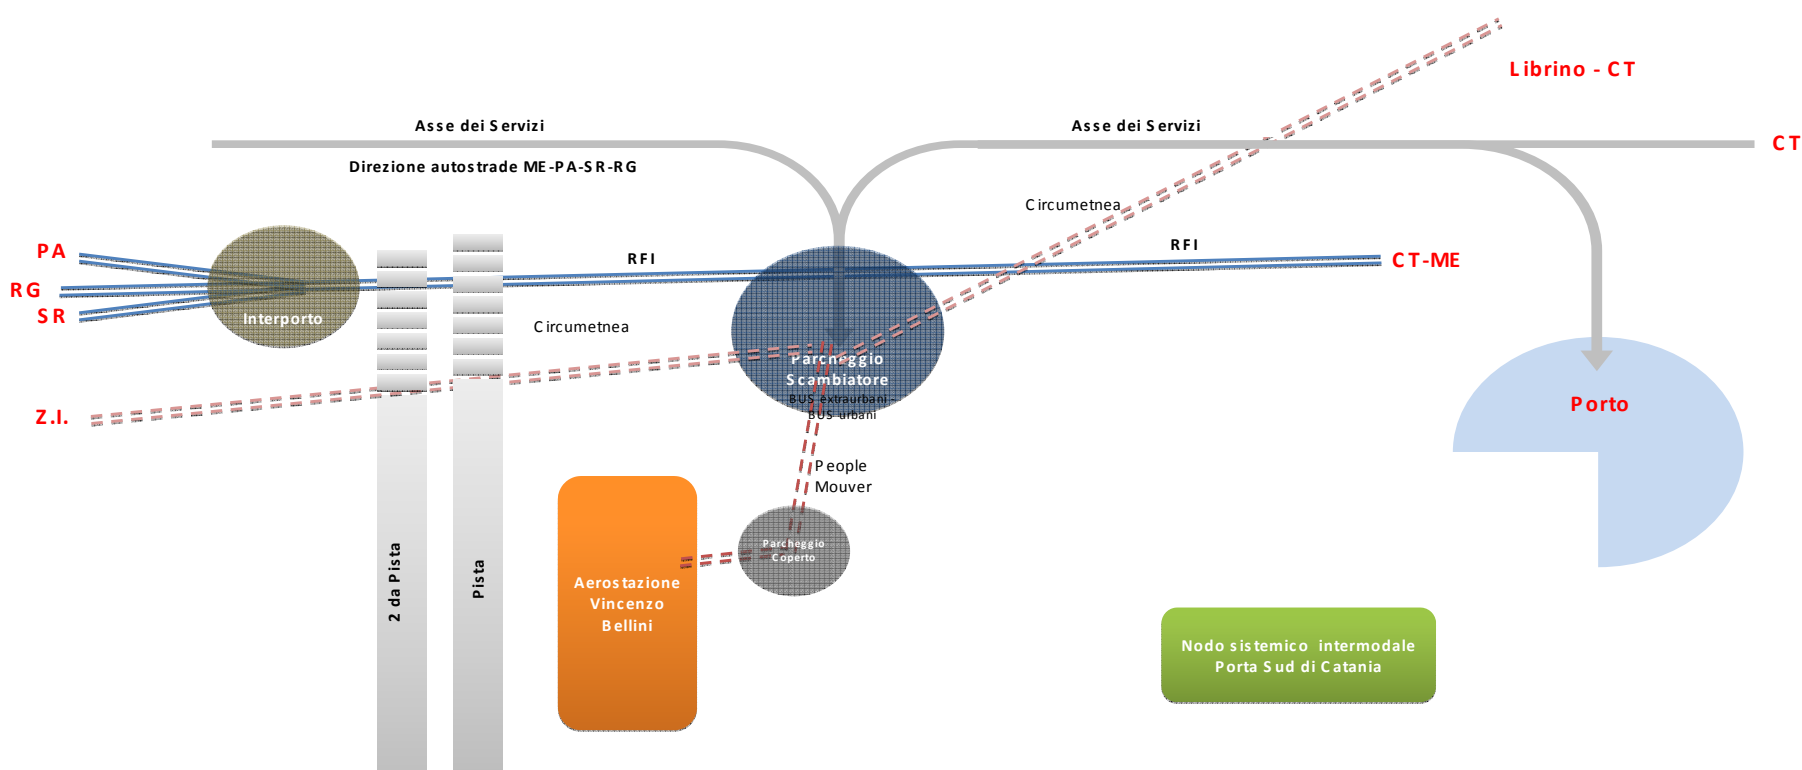 Librino - CT
Asse dei Servizi
Asse dei Servizi
CT
Direzione autostrade ME-PA-SR-RG
Circumetnea
PA
RFI
RFI
CT-ME
RG
SR
Interporto
Circumetnea
Parcheggio
Scambiatore
BUS extraurbani -
BUS urbani
Z.I.
Porto
People
Mouver
Parcheggio
Coperto
2 da Pista
Pista
Aerostazione
Vincenzo
Bellini
Nodo sistemico intermodale
Porta Sud di Catania